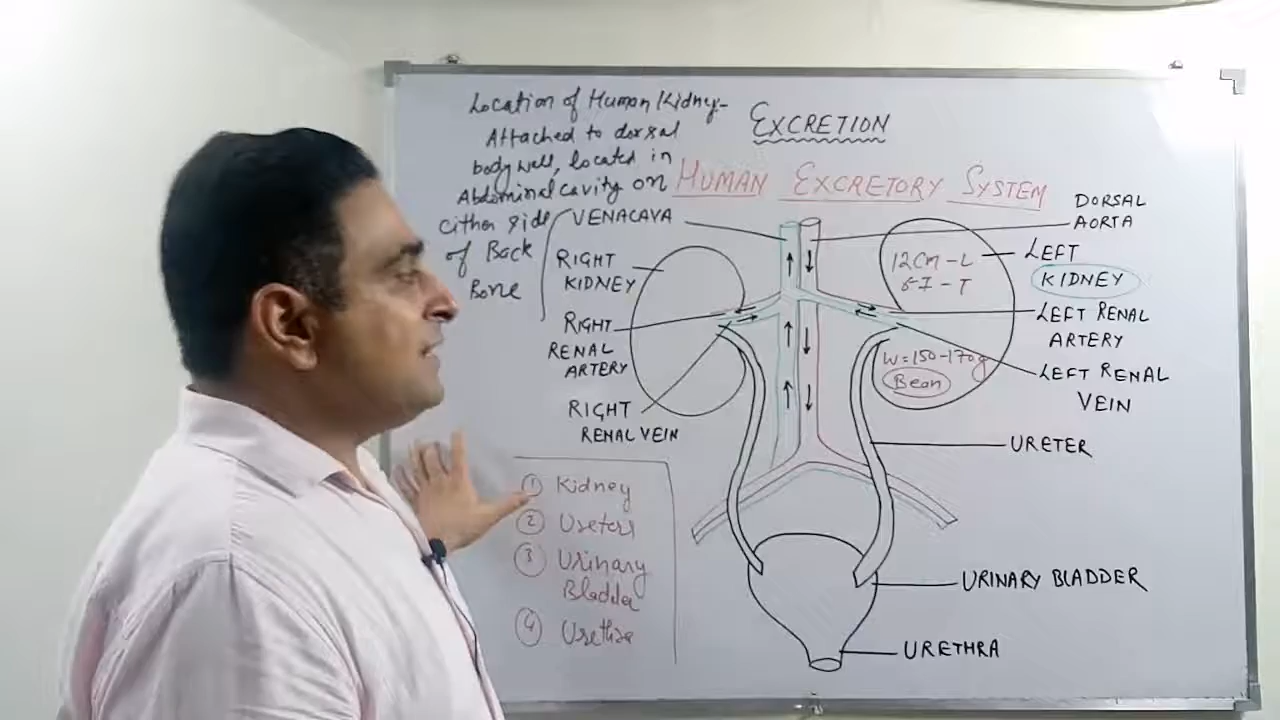 EXCRETION
HUMAN EXCRETORY SYSTEM
Location of Human Kidney-
Attached to dorsal
body wall, located in
Abdominal cavity on
either side
of Back
Bone
VENACAVA
RIGHT
KIDNEY
RIGHT
RENAL
ARTERY
RIGHT
RENAL VEIN
DORSAL
AORTA
LEFT
KIDNEY
LEFT RENAL
ARTERY
LEFT RENAL
VEIN
12Cm-L
W=150-170g
Bean
URETER
URINARY BLADDER
URETHRA
1 Kidney
2 Ureters
3 Urinary
Bladder
4 Urethra